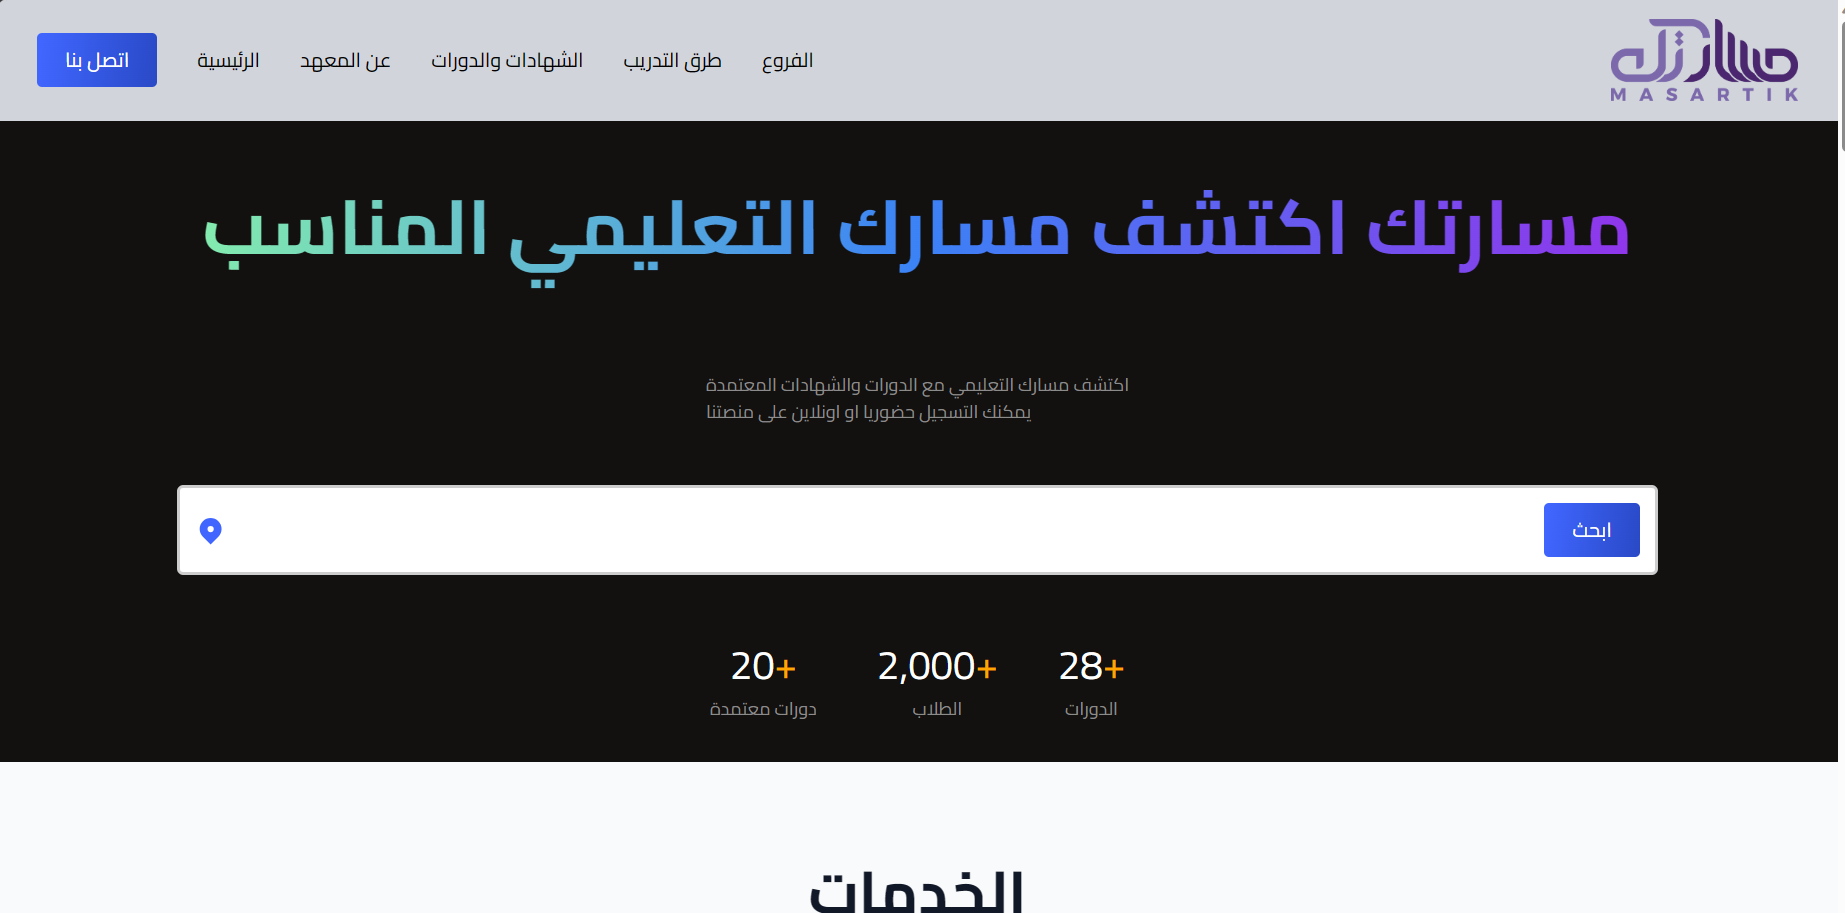 مسارتك
MASARTIK
الفروع
طرق التدريب
الشهادات والدورات
عن المعهد
الرئيسية
اتصل بنا
مسارتك اكتشف مسارك التعليمي المناسب
اكتشف مسارك التعليمي مع الدورات والشهادات المعتمدة
يمكنك التسجيل حضوريا او اونلاين على منصتنا
ابحث
28+
الدورات
2,000+
الطلاب
20+
دورات معتمدة
الخدمات